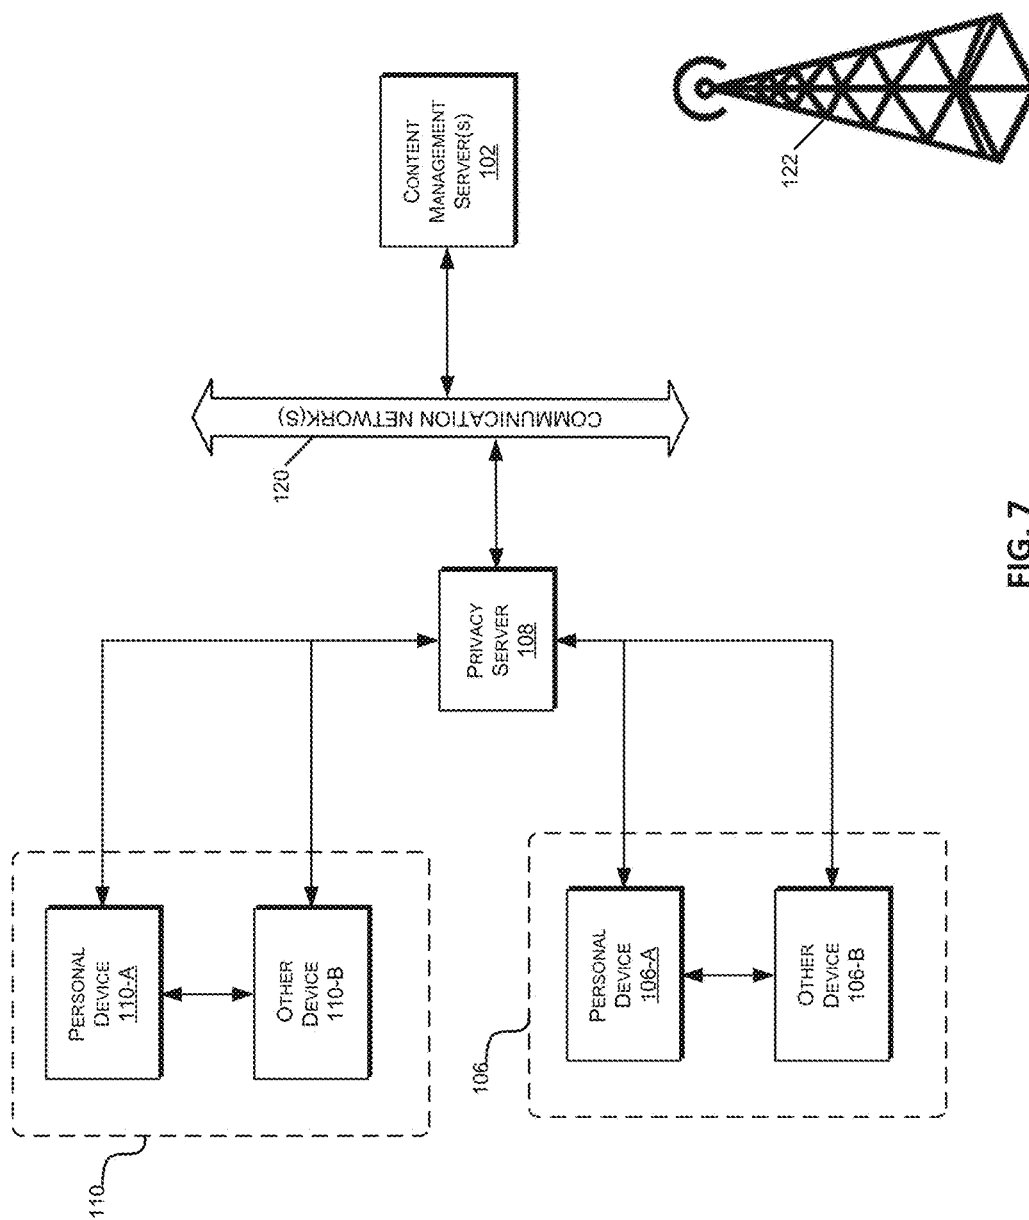 110
PERSONAL
DEVICE
110-A
OTHER
DEVICE
110-B
106
PERSONAL
DEVICE
106-A
OTHER
DEVICE
106-B
PRIVACY
SERVER
108
120
COMMUNICATION NETWORK(S)
CONTENT
MANAGEMENT
SERVER(S)
102
122
FIG. 7